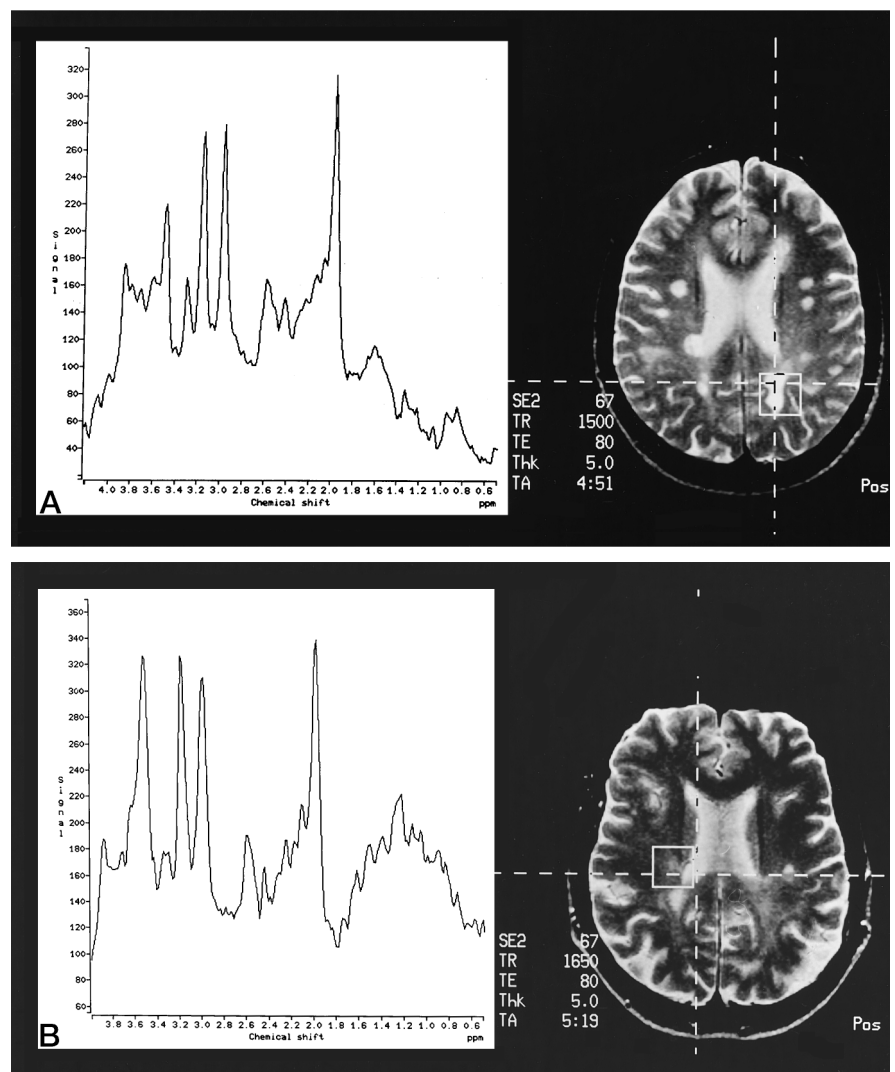 320
300
280
260
240
220
200
180
160
140
120
100
80
60
40
Signal
4.0 3.8 3.6 3.4 3.2 3.0 2.8 2.6 2.4 2.2 2.0 1.8 1.6 1.4 1.2 1.0 0.8 0.6
Chemical shift ppm
A
SE2 67
TR 1500
TE 80
Thk 5.0
TA 4:51
Pos
360
340
320
300
280
260
240
220
200
180
160
140
120
100
80
60
Signal
3.8 3.6 3.4 3.2 3.0 2.8 2.6 2.4 2.2 2.0 1.8 1.6 1.4 1.2 1.0 0.8 0.6
Chemical shift ppm
B
SE2 67
TR 1650
TE 80
Thk 5.0
TA 5:19
Pos